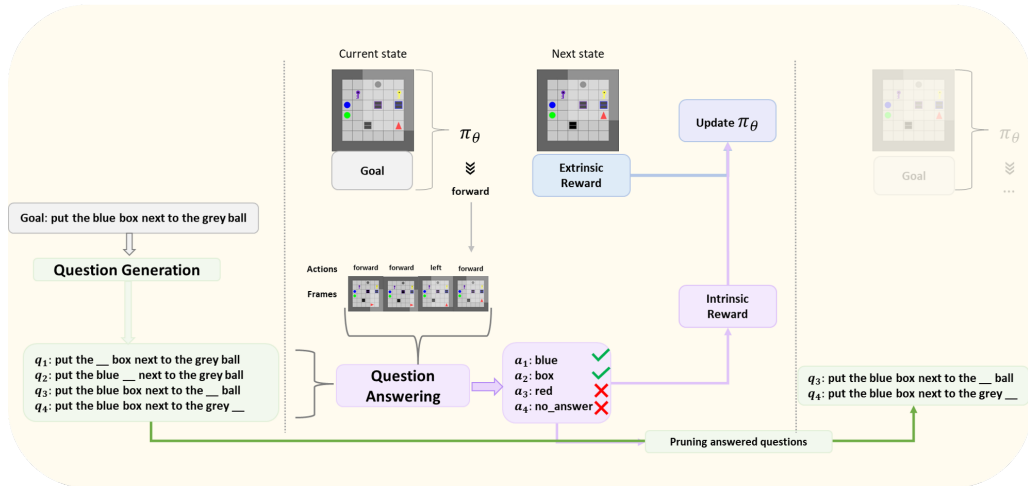 Current state
Next state
π_θ
Goal
forward
Extrinsic
Reward
Update π_θ
π_θ
Goal
...
Goal: put the blue box next to the grey ball
Question Generation
Actions
forward
forward
left
forward
Frames
Intrinsic
Reward
q₁: put the __ box next to the grey ball
q₂: put the blue __ next to the grey ball
q₃: put the blue box next to the __ ball
q₄: put the blue box next to the grey __
Question
Answering
a₁: blue
a₂: box
a₃: red
a₄: no_answer
q₃: put the blue box next to the __ ball
q₄: put the blue box next to the grey __
Pruning answered questions